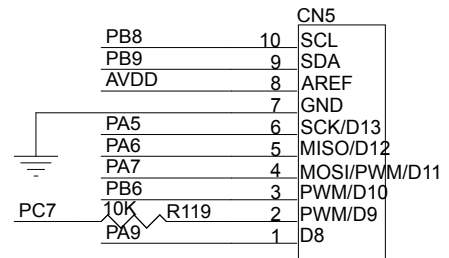 CN5
PB8 10 SCL
PB9 9 SDA
AVDD 8 AREF
7 GND
PA5 6 SCK/D13
PA6 5 MISO/D12
PA7 4 MOSI/PWM/D11
PB6 3 PWM/D10
PC7 10K R119 2 PWM/D9
PA9 1 D8